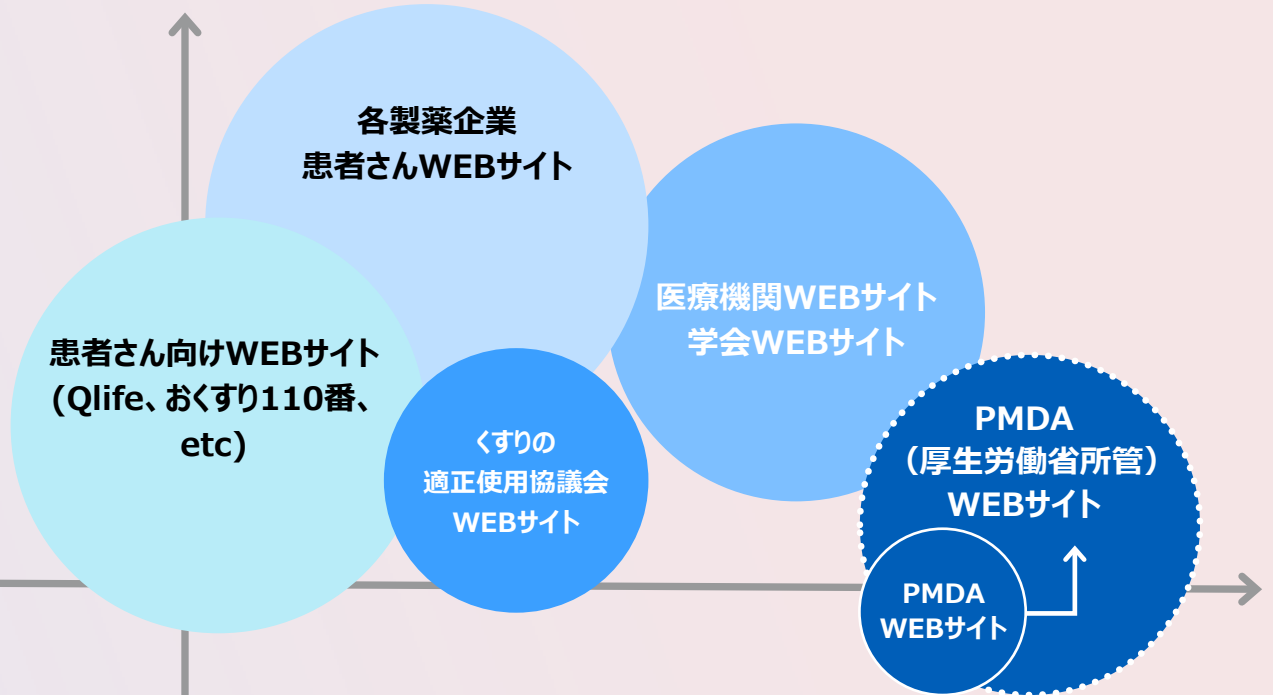 各製薬企業
患者さんWEBサイト
医療機関WEBサイト
学会WEBサイト
患者さん向けWEBサイト
(Qlife、おくすり110番、
etc)
くすりの
適正使用協議会
WEBサイト
PMDA
（厚生労働省所管）
WEBサイト
PMDA
WEBサイト